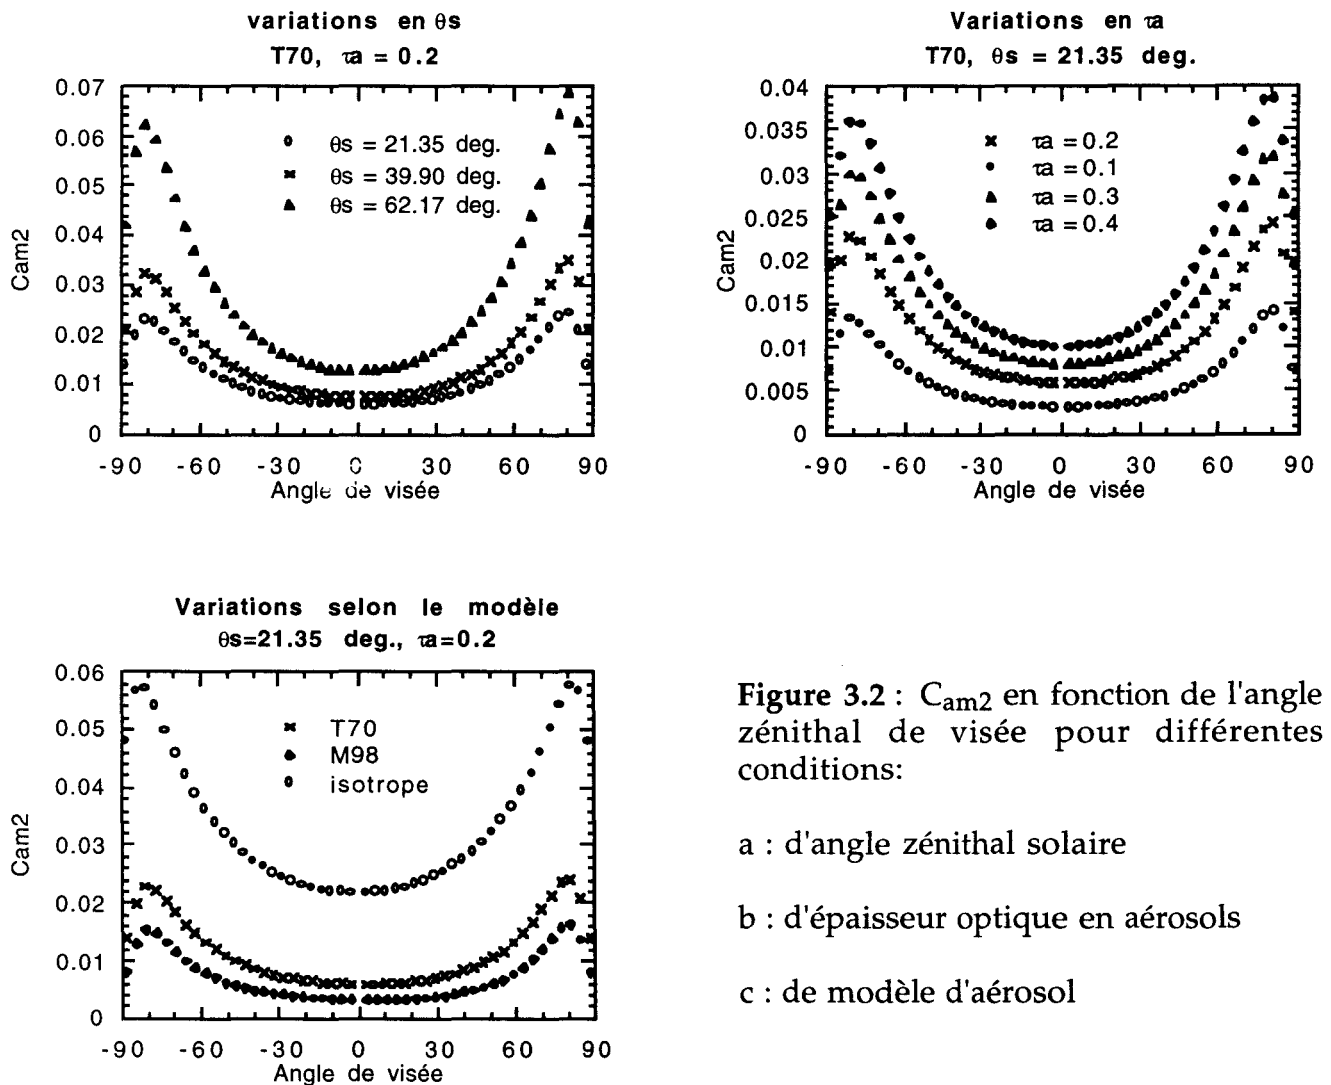 variations en θs
T70, τa = 0.2
0.07
0.06
0.05
0.04
0.03
0.02
0.01
0
Cam2
θs = 21.35 deg.
θs = 39.90 deg.
θs = 62.17 deg.
-90 -60 -30 0 30 60 90
Angle de visée
Variations en τa
T70, θs = 21.35 deg.
0.04
0.035
0.03
0.025
0.02
0.015
0.01
0.005
0
Cam2
τa=0.2
τa=0.1
τa=0.3
τa=0.4
-90 -60 -30 0 30 60 90
Angle de visée
Variations selon le modèle
θs=21.35 deg., τa=0.2
0.06
0.05
0.04
0.03
0.02
0.01
0
Cam2
T70
M98
isotrope
-90 -60 -30 0 30 60 90
Angle de visée
Figure 3.2 : Cam2 en fonction de l'angle
zénithal de visée pour différentes
conditions:
a : d'angle zénithal solaire
b : d'épaisseur optique en aérosols
c : de modèle d'aérosol